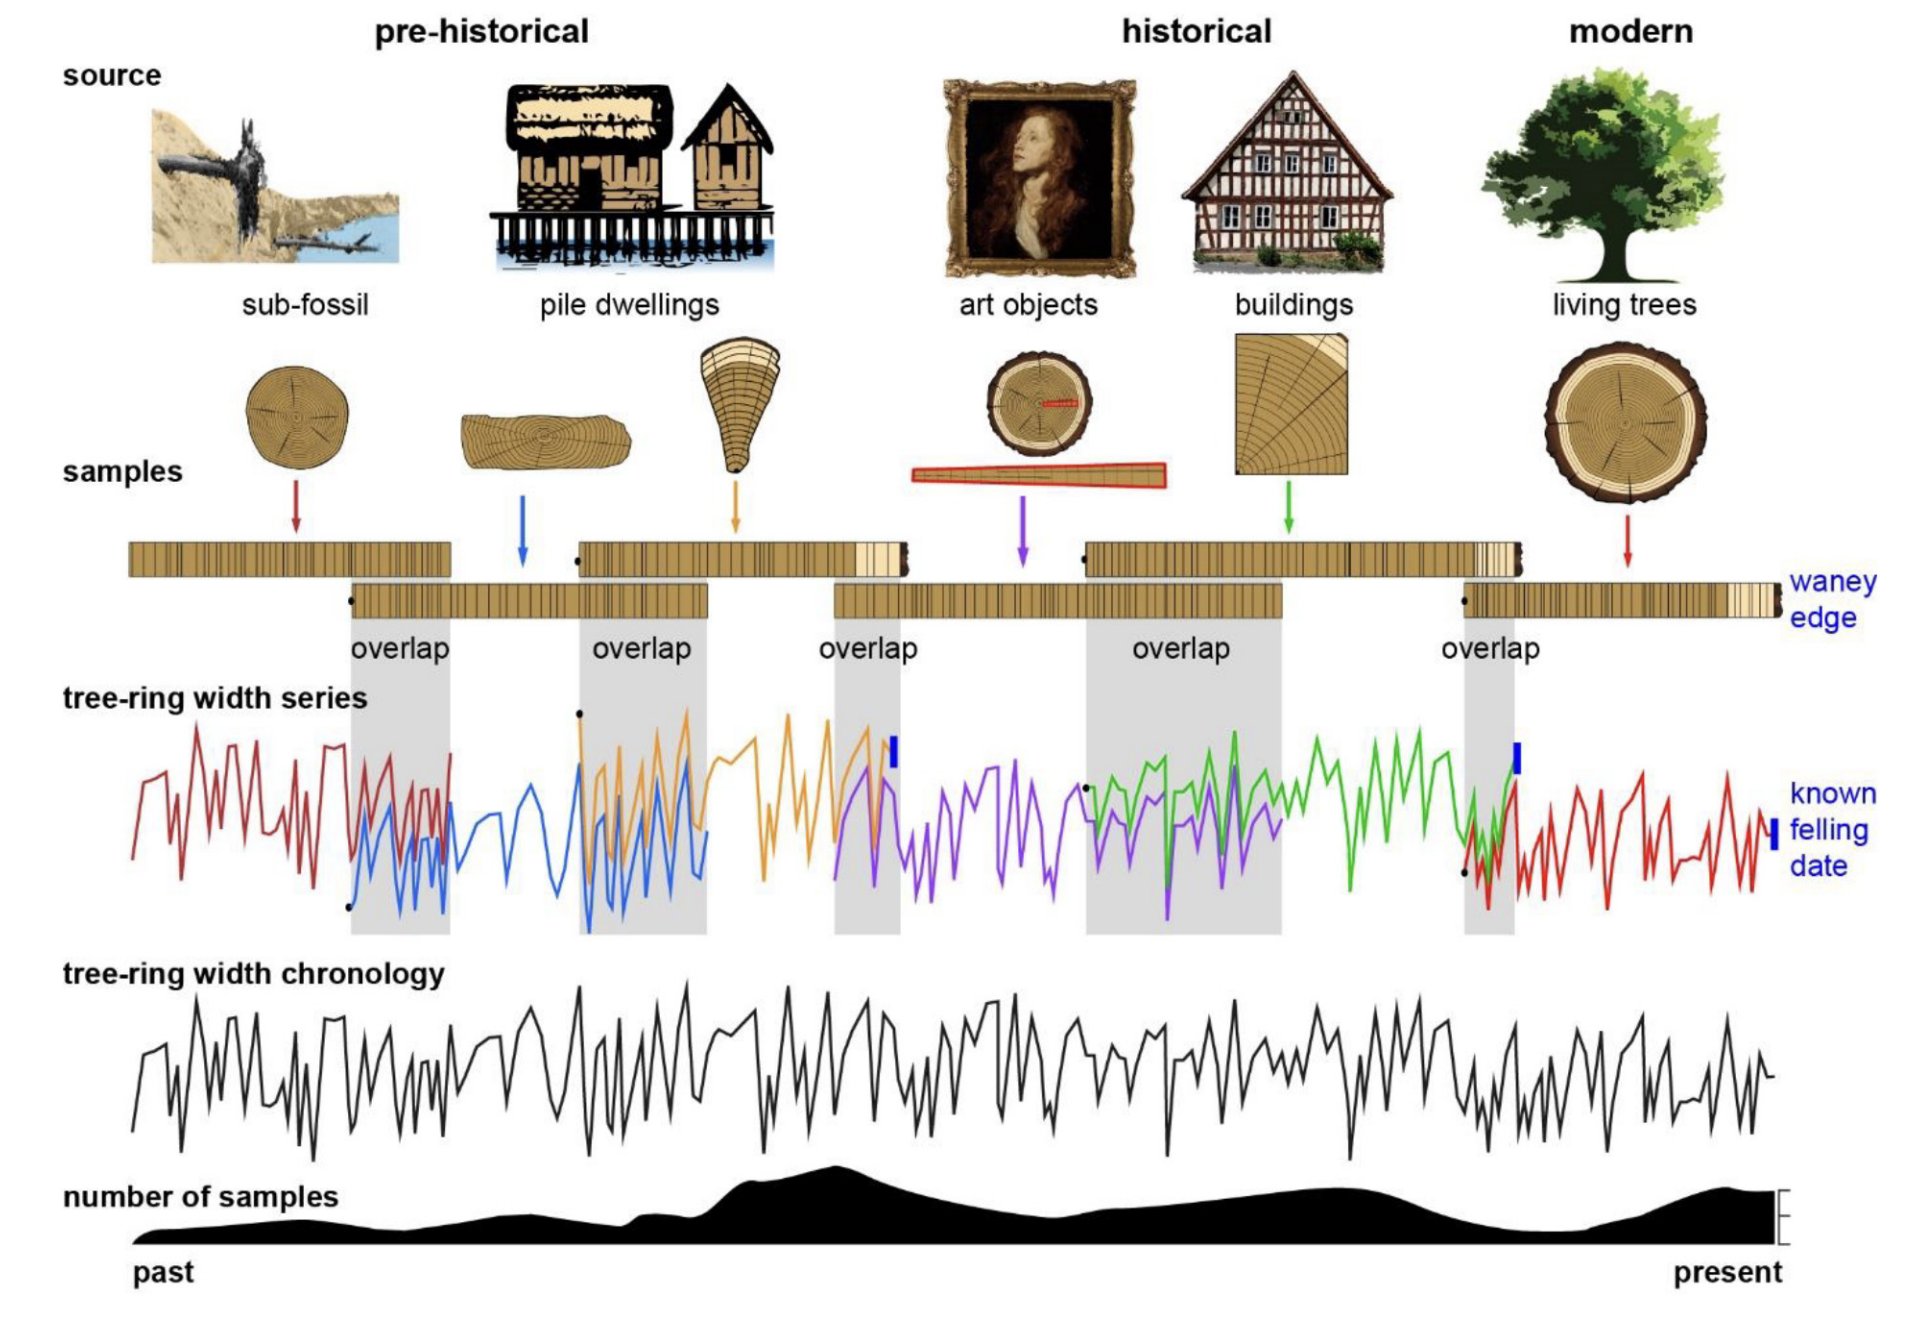 pre-historical
historical
modern
source
sub-fossil
pile dwellings
art objects
buildings
living trees
samples
waney
edge
overlap
overlap
overlap
overlap
overlap
tree-ring width series
known
felling
date
tree-ring width chronology
number of samples
past
present